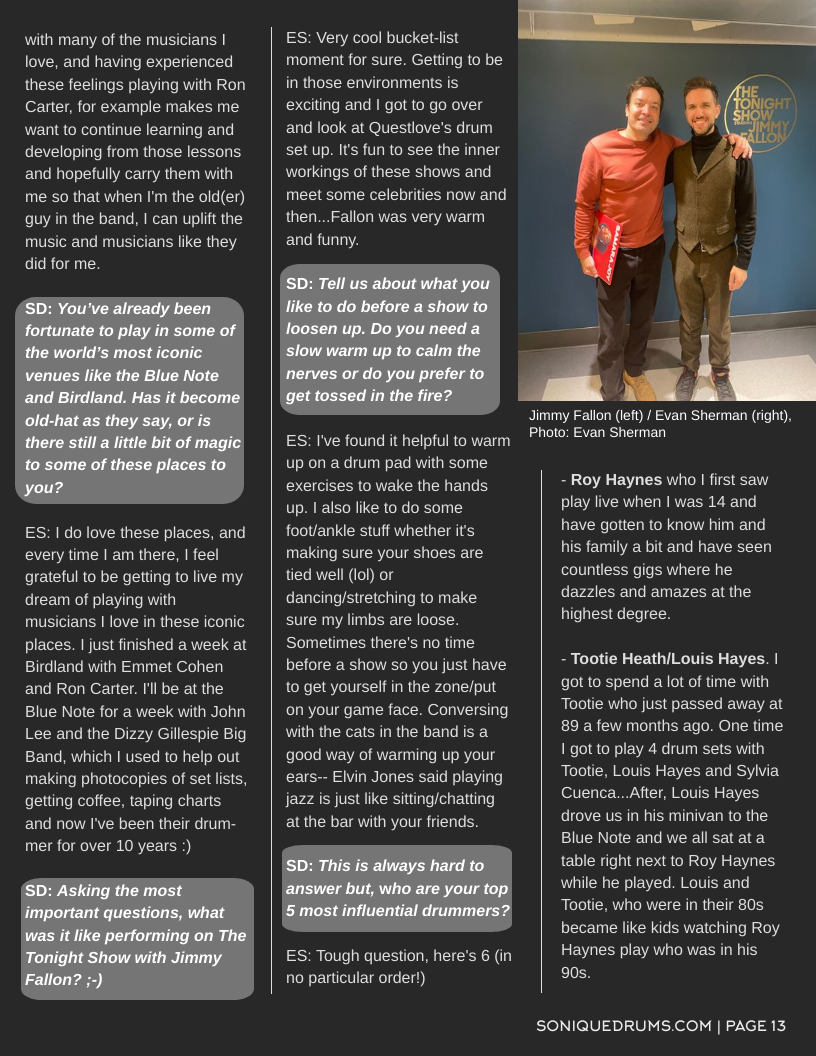 with many of the musicians I
love, and having experienced
these feelings playing with Ron
Carter, for example makes me
want to continue learning and
developing from those lessons
and hopefully carry them with
me so that when I'm the old(er)
guy in the band, I can uplift the
music and musicians like they
did for me.
SD: You've already been
fortunate to play in some of
the world's most iconic
venues like the Blue Note
and Birdland. Has it become
old-hat as they say, or is
there still a little bit of magic
to some of these places to
you?
ES: I do love these places, and
every time I am there, I feel
grateful to be getting to live my
dream of playing with
musicians I love in these iconic
places. I just finished a week at
Birdland with Emmet Cohen
and Ron Carter. I'll be at the
Blue Note for a week with John
Lee and the Dizzy Gillespie Big
Band, which I used to help out
making photocopies of set lists,
getting coffee, taping charts
and now I've been their drum-
mer for over 10 years :)
SD: Asking the most
important questions, what
was it like performing on The
Tonight Show with Jimmy
Fallon? ;-)
ES: Very cool bucket-list
moment for sure. Getting to be
in those environments is
exciting and I got to go over
and look at Questlove's drum
set up. It's fun to see the inner
workings of these shows and
meet some celebrities now and
then...Fallon was very warm
and funny.
SD: Tell us about what you
like to do before a show to
loosen up. Do you need a
slow warm up to calm the
nerves or do you prefer to
get tossed in the fire?
ES: I've found it helpful to warm
up on a drum pad with some
exercises to wake the hands
up. I also like to do some
foot/ankle stuff whether it's
making sure your shoes are
tied well (lol) or
dancing/stretching to make
sure my limbs are loose.
Sometimes there's no time
before a show so you just have
to get yourself in the zone/put
on your game face. Conversing
with the cats in the band is a
good way of warming up your
ears-- Elvin Jones said playing
jazz is just like sitting/chatting
at the bar with your friends.
SD: This is always hard to
answer but, who are your top
5 most influential drummers?
ES: Tough question, here's 6 (in
no particular order!)
THE
TONIGHT
SHOW
JIMMY
FALLON
SAMARA JOY
Jimmy Fallon (left) / Evan Sherman (right),
Photo: Evan Sherman
- Roy Haynes who I first saw
play live when I was 14 and
have gotten to know him and
his family a bit and have seen
countless gigs where he
dazzles and amazes at the
highest degree.
- Tootie Heath/Louis Hayes. I
got to spend a lot of time with
Tootie who just passed away at
89 a few months ago. One time
I got to play 4 drum sets with
Tootie, Louis Hayes and Sylvia
Cuenca...After, Louis Hayes
drove us in his minivan to the
Blue Note and we all sat at a
table right next to Roy Haynes
while he played. Louis and
Tootie, who were in their 80s
became like kids watching Roy
Haynes play who was in his
90s.
SONIQUEDRUMS.COM | PAGE 13